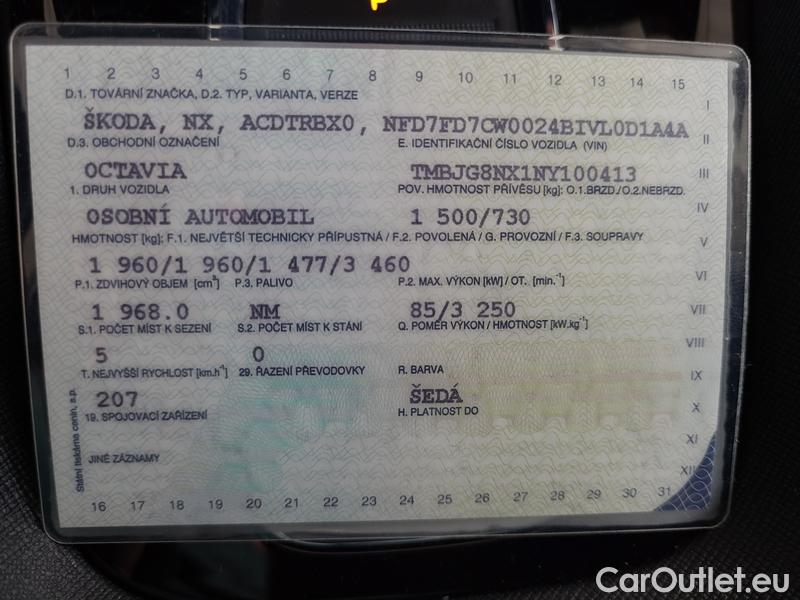 P
1 2 3 4 5 6 7 8 9 10 11 12 13 14 15
D.1. TOVÁRNÍ ZNAČKA, D.2. TYP, VARIANTA, VERZE
I
ŠKODA, NX, ACDTRBX0, NFD7FD7CW0024BIVL0D1A4A
D.3. OBCHODNÍ OZNAČENÍ E. IDENTIFIKAČNÍ ČÍSLO VOZIDLA (VIN) II
OCTAVIA TMBJG8NX1NY100413 III
1. DRUH VOZIDLA POV. HMOTNOST PŘÍVĚSU [kg]: O.1.BRZD./O.2.NEBRZD.
OSOBNÍ AUTOMOBIL 1 500/730 IV
HMOTNOST [kg]: F.1. NEJVĚTŠÍ TECHNICKY PŘÍPUSTNÁ / F.2. POVOLENÁ / G. PROVOZNÍ / F.3. SOUPRAVY V
1 960/1 960/1 477/3 460
P.1. ZDVIHOVÝ OBJEM [cm³] P.3. PALIVO P.2. MAX. VÝKON [kW] / OT. [min.⁻¹] VI
1 968.0 NM 85/3 250 VII
S.1. POČET MÍST K SEZENÍ S.2. POČET MÍST K STÁNÍ Q. POMĚR VÝKON / HMOTNOST [kW.kg⁻¹]
5 0 VIII
T. NEJVYŠŠÍ RYCHLOST [km.h⁻¹] 29. ŘAZENÍ PŘEVODOVKY R. BARVA
207 ŠEDÁ IX
19. SPOJOVACÍ ZAŘÍZENÍ H. PLATNOST DO X
XI
JINÉ ZÁZNAMY
XII
Státní tiskárna cenin, s.p.
16 17 18 19 20 21 22 23 24 25 26 27 28 29 30 31
CarOutlet.eu